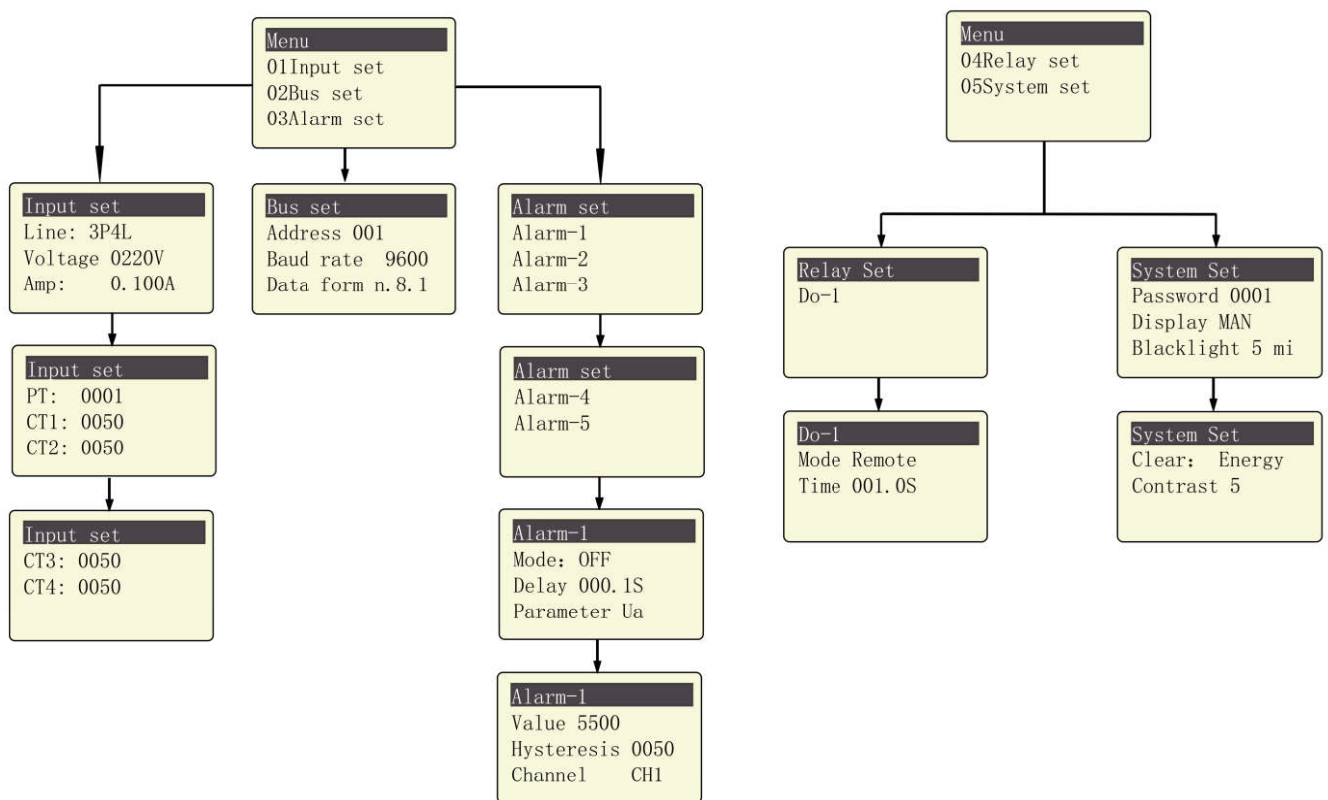 Menu
01Input set
02Bus set
03Alarm set
Input set
Line: 3P4L
Voltage 0220V
Amp: 0.100A
Input set
PT: 0001
CT1: 0050
CT2: 0050
Input set
CT3: 0050
CT4: 0050
Bus set
Address 001
Baud rate 9600
Data form n.8.1
Alarm set
Alarm-1
Alarm-2
Alarm-3
Alarm set
Alarm-4
Alarm-5
Alarm-1
Mode: OFF
Delay 000.1S
Parameter Ua
Alarm-1
Value 5500
Hysteresis 0050
Channel CH1
Menu
04Relay set
05System set
Relay Set
Do-1
Do-1
Mode Remote
Time 001.0S
System Set
Password 0001
Display MAN
Blacklight 5 mi
System Set
Clear: Energy
Contrast 5